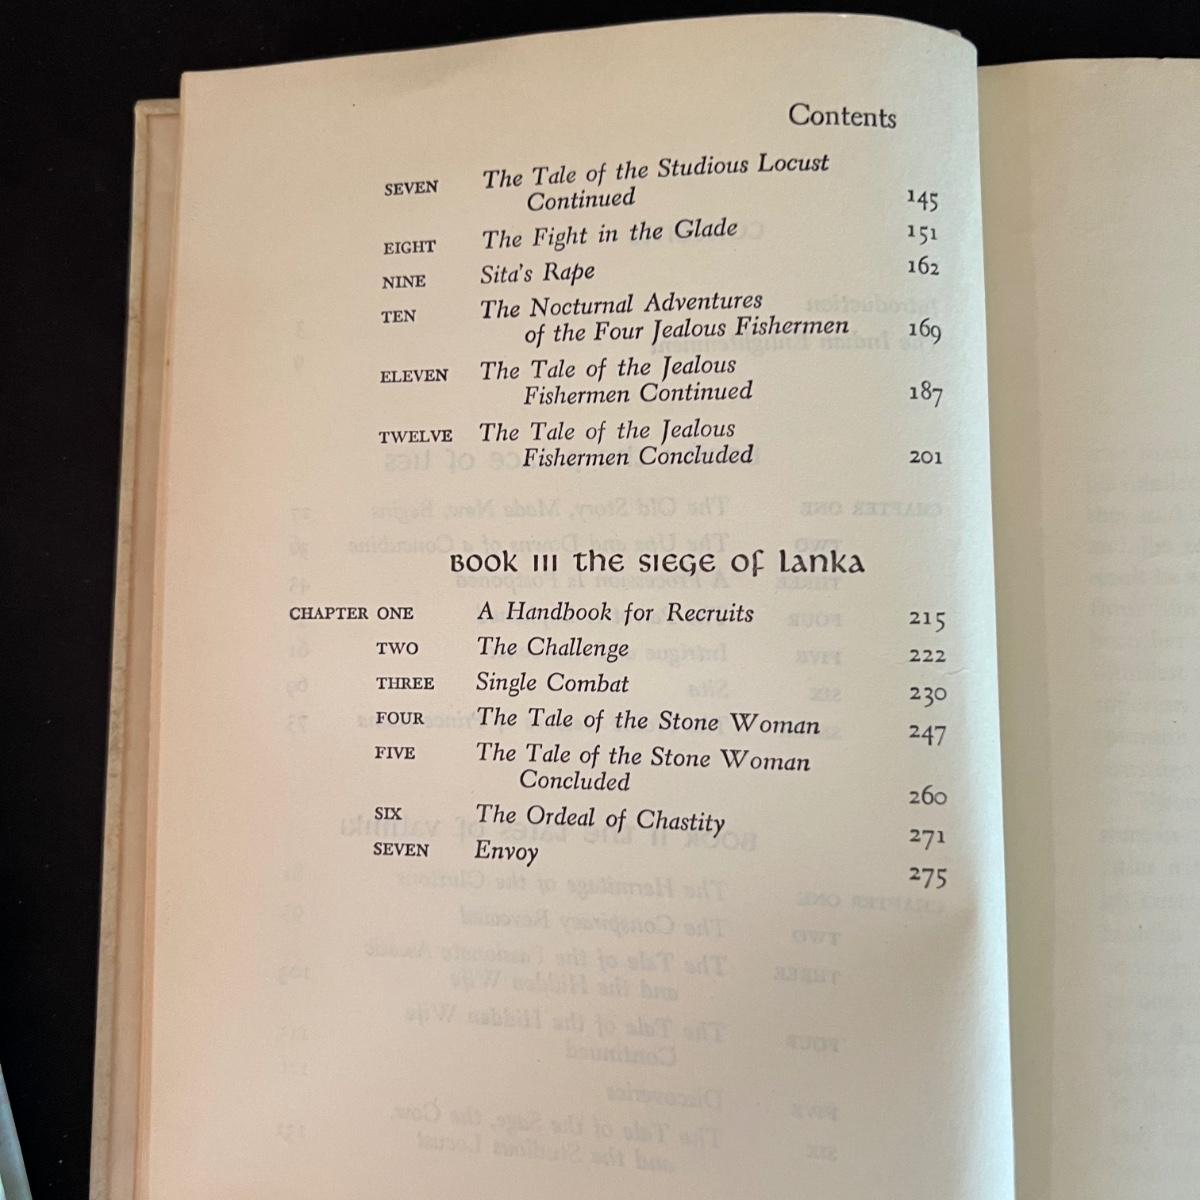 Contents
SEVEN The Tale of the Studious Locust
Continued 145
EIGHT The Fight in the Glade 151
NINE Sita's Rape 162
TEN The Nocturnal Adventures
of the Four Jealous Fishermen 169
ELEVEN The Tale of the Jealous
Fishermen Continued 187
TWELVE The Tale of the Jealous
Fishermen Concluded 201
BOOK III The SIEGE of LANKA
CHAPTER ONE A Handbook for Recruits 215
TWO The Challenge 222
THREE Single Combat 230
FOUR The Tale of the Stone Woman 247
FIVE The Tale of the Stone Woman
Concluded 260
SIX The Ordeal of Chastity 271
SEVEN Envoy 275